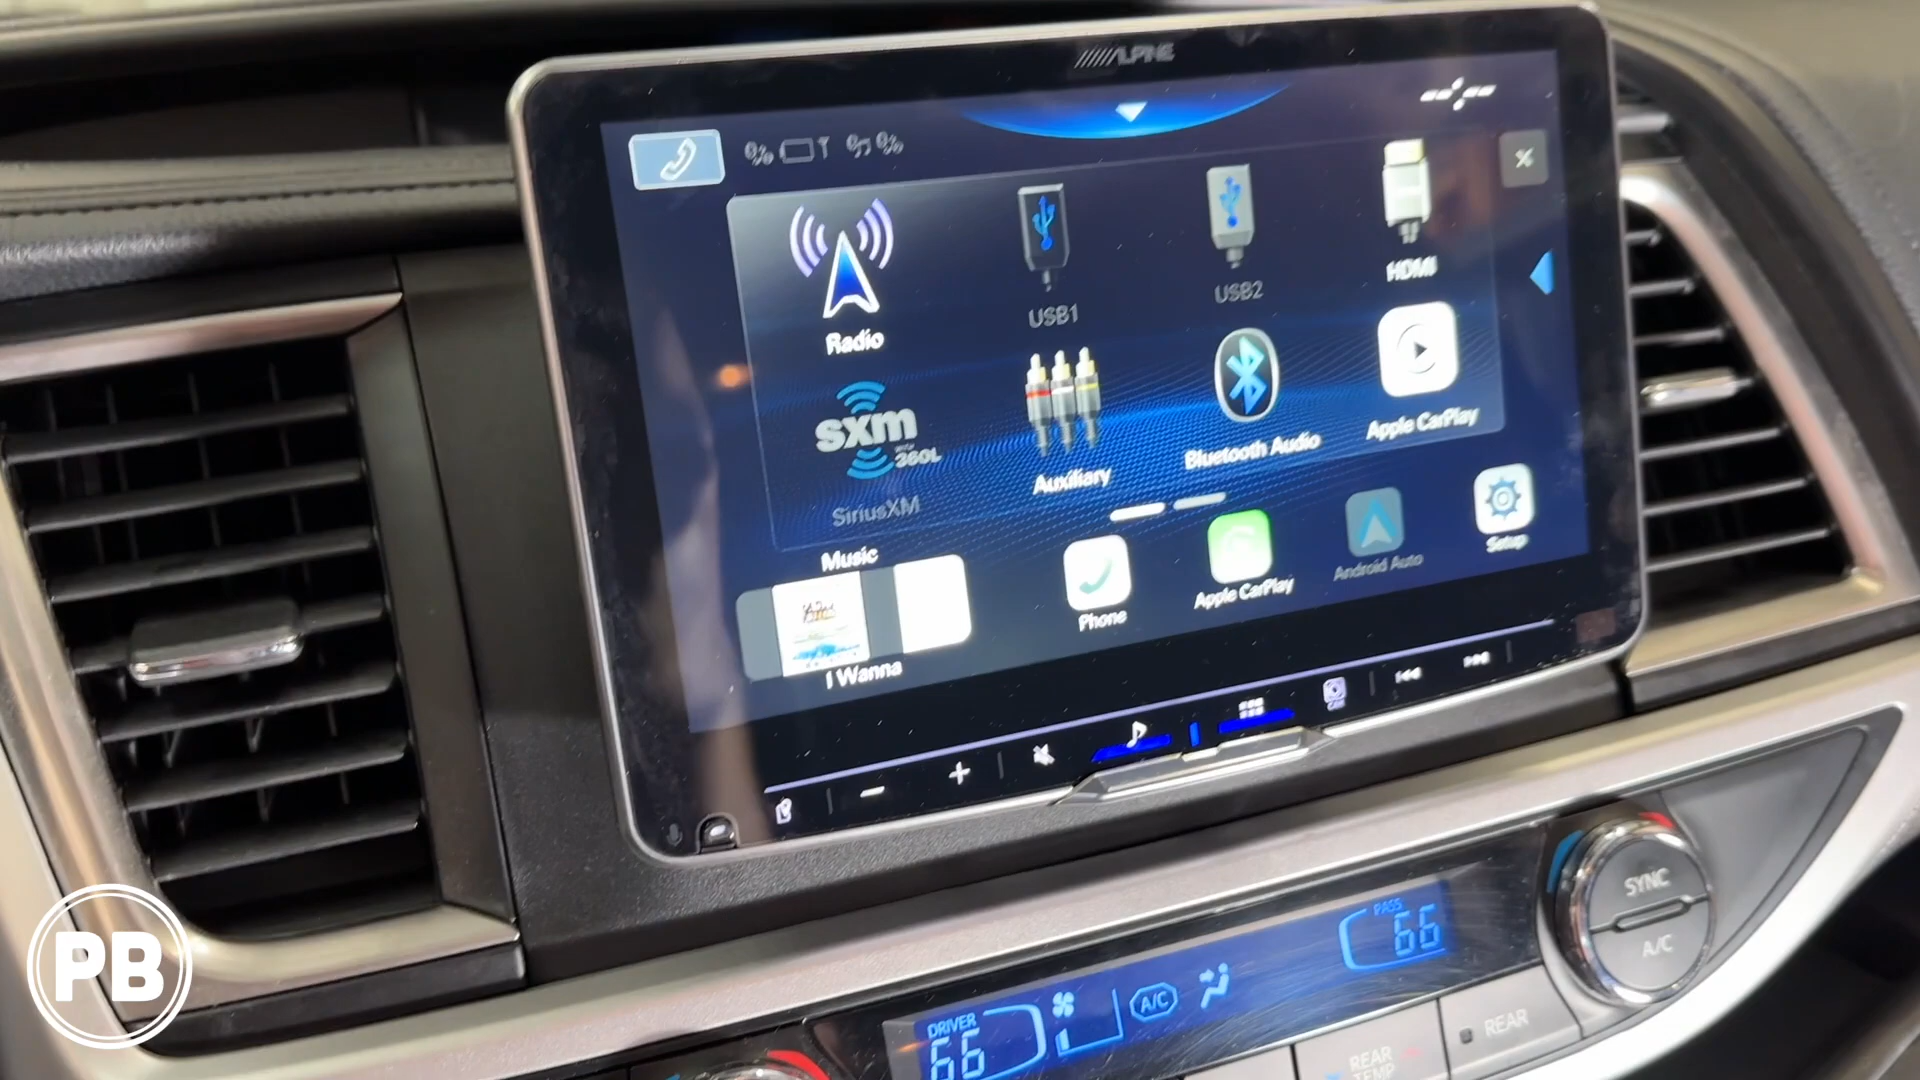 ALPINE
Radio
USB1
USB2
HDMI
sxm
360L
SiriusXM
Auxiliary
Bluetooth Audio
Apple CarPlay
Music
I Wanna
Phone
Apple CarPlay
Android Auto
Setup
CAM
SYNC
A/C
PASS
66
A/C
DRIVER
66
REAR
REAR
TEMP
PB